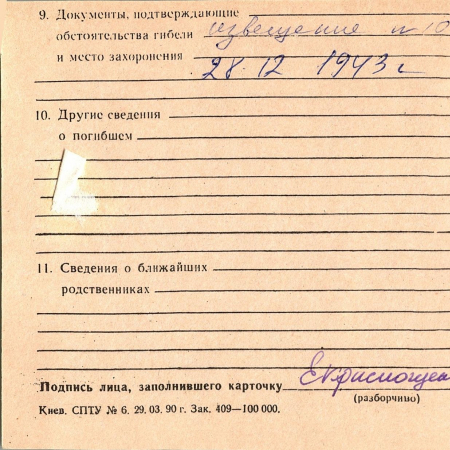 9. Документы, подтверждающие
обстоятельства гибели извещение n 10
и место захоронения 28.12 1943 г
10. Другие сведения
о погибшем
11. Сведения о ближайших
родственниках
Подпись лица, заполнившего карточку
(разборчиво)
Киев. СПТУ № 6. 29. 03. 90 г. Зак. 409—100 000.